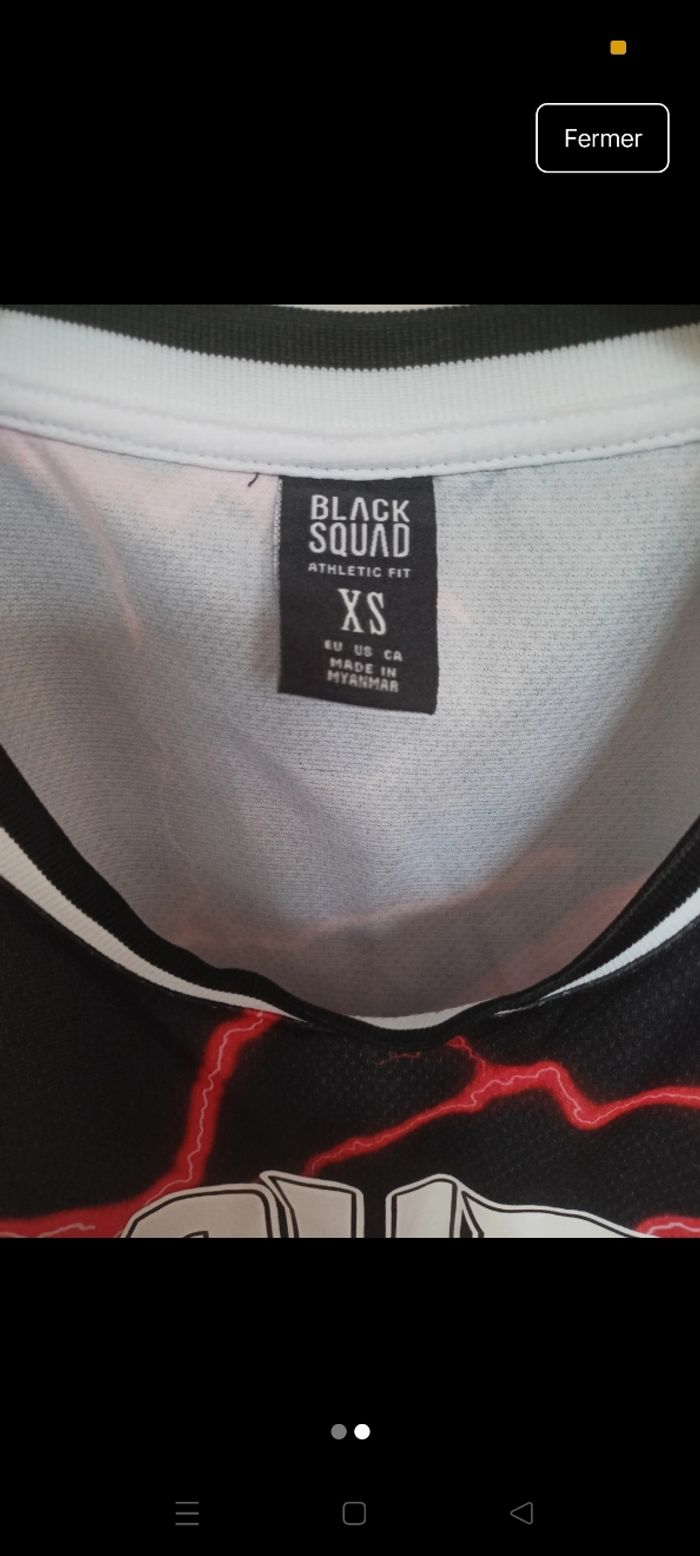 Fermer
BLACK
SQUAD
ATHLETIC FIT
XS
EU US CA
MADE IN
MYANMAR